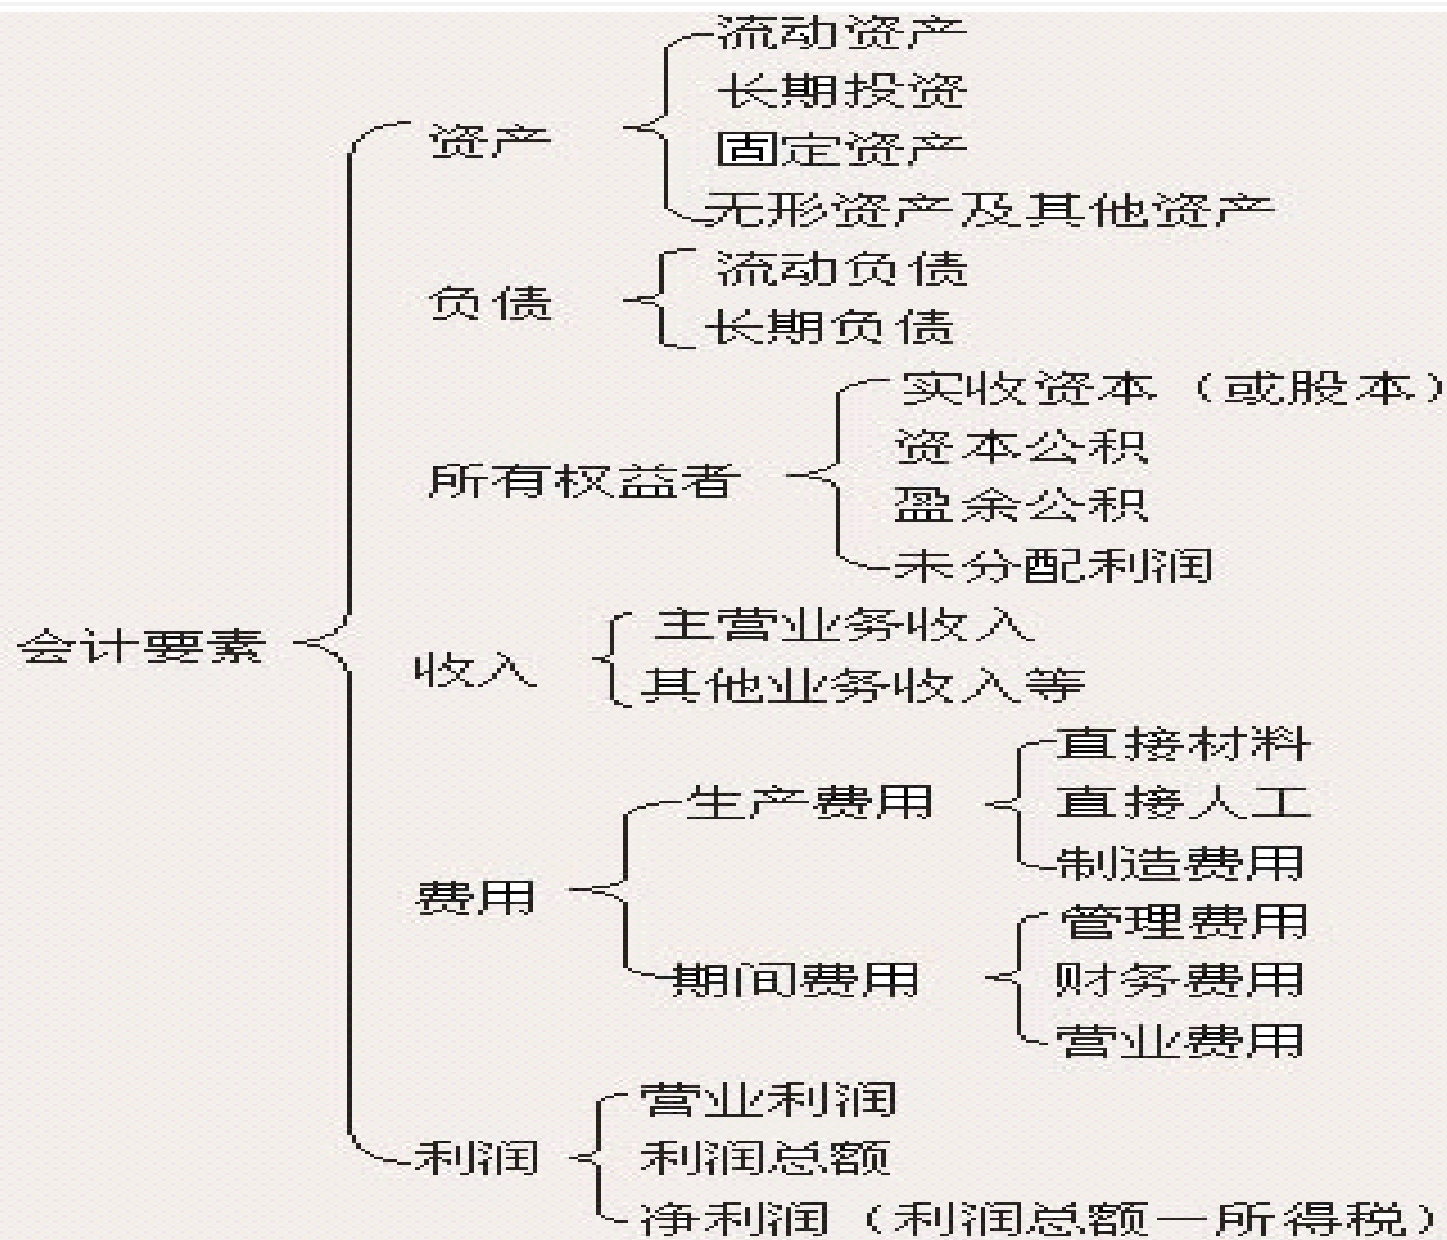 会计要素
资产
流动资产
长期投资
固定资产
无形资产及其他资产
负债
流动负债
长期负债
所有权益者
实收资本（或股本）
资本公积
盈余公积
未分配利润
收入
主营业务收入
其他业务收入等
费用
生产费用
直接材料
直接人工
制造费用
期间费用
管理费用
财务费用
营业费用
利润
营业利润
利润总额
净利润（利润总额—所得税）